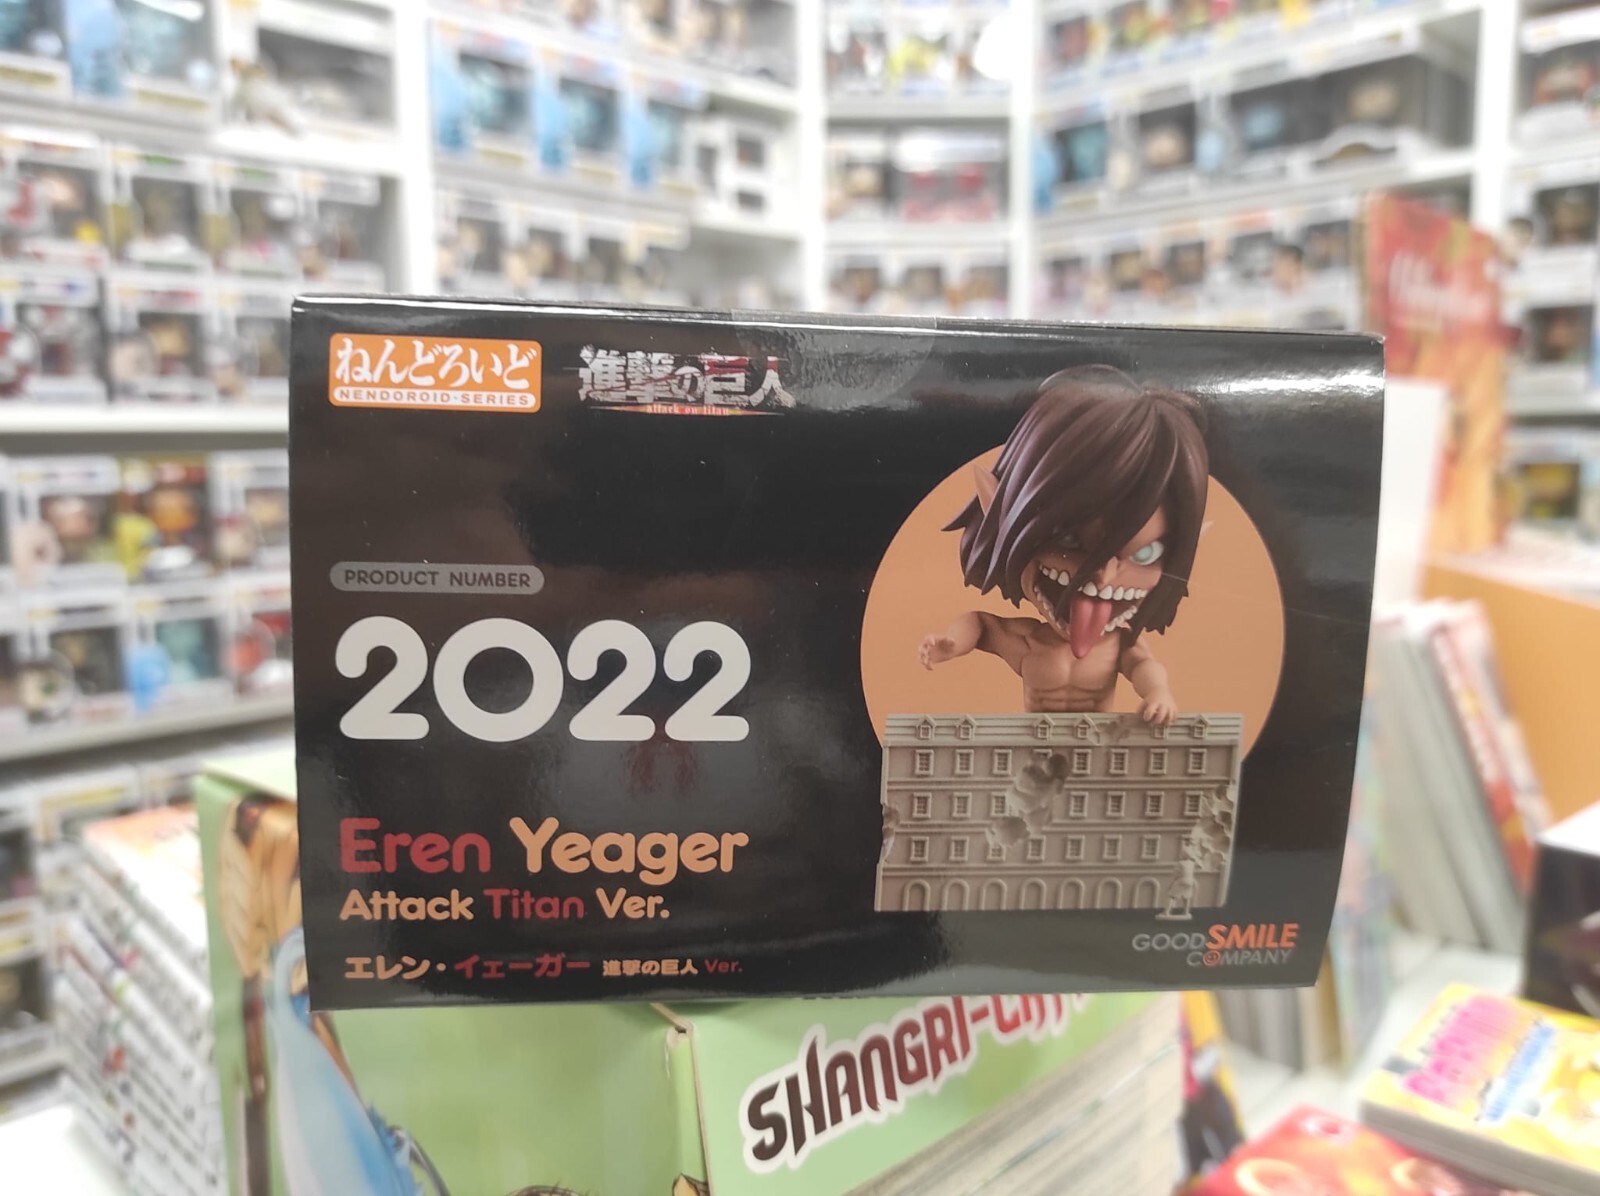 ねんどろいど
NENDOROID·SERIES
進撃の巨人
attack on titan
PRODUCT NUMBER
2022
Eren Yeager
Attack Titan Ver.
エレン・イェーガー 進撃の巨人 Ver.
GOOD SMILE
COMPANY
SHANGRI-LA